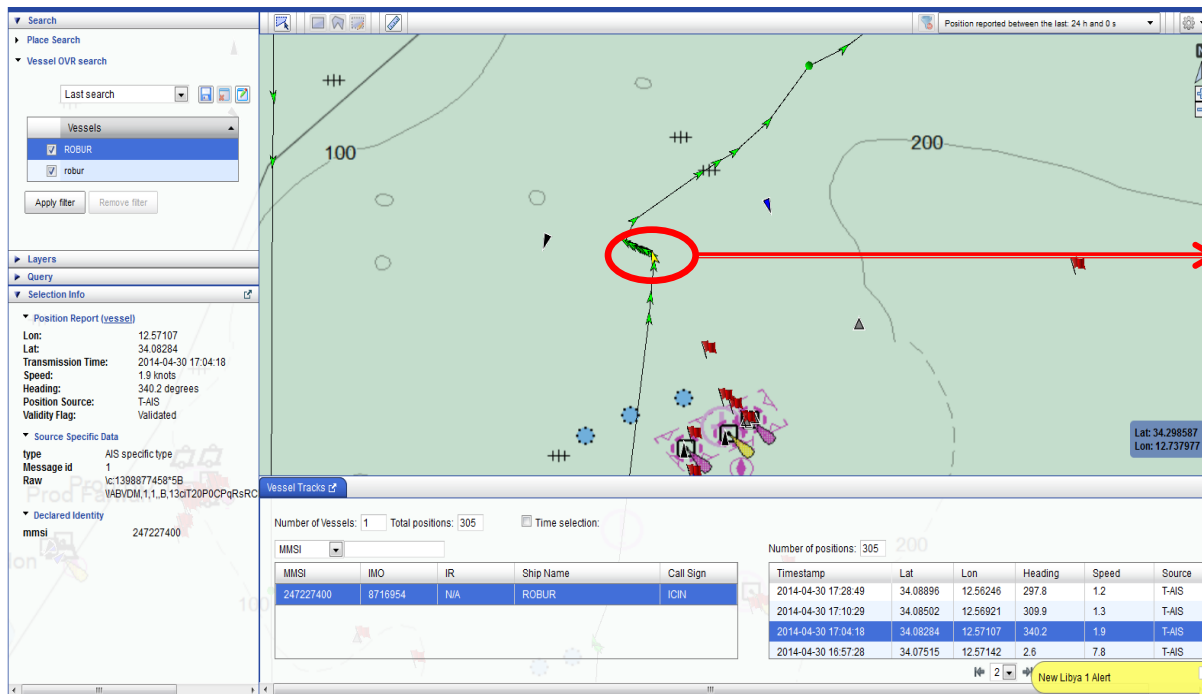 Search
Place Search
Vessel OVR search
Last search
Vessels
ROBUR
robur
Apply filter Remove filter
Layers
Query
Selection Info
Position Report (vessel)
Lon: 12.57107
Lat: 34.08284
Transmission Time: 2014-04-30 17:04:18
Speed: 1.9 knots
Heading: 340.2 degrees
Position Source: T-AIS
Validity Flag: Validated
Source Specific Data
type AIS specific type
Message id 1
Raw \c:1398877458*5B
Declared Identity
mmsi 247227400
Position reported between the last: 24 h and 0 s
100
200
Lat: 34.298587
Lon: 12.737977
Vessel Tracks
Number of Vessels: 1 Total positions: 305 Time selection:
MMSI
MMSI IMO IR Ship Name Call Sign
247227400 8716954 N/A ROBUR ICIN
Number of positions: 305
200
100
Timestamp Lat Lon Heading Speed Source
2014-04-30 17:28:49 34.08896 12.56246 297.8 1.2 T-AIS
2014-04-30 17:10:29 34.08502 12.56921 309.9 1.3 T-AIS
2014-04-30 17:04:18 34.08284 12.57107 340.2 1.9 T-AIS
2014-04-30 16:57:28 34.07515 12.57142 2.6 7.8 T-AIS
2
New Libya 1 Alert